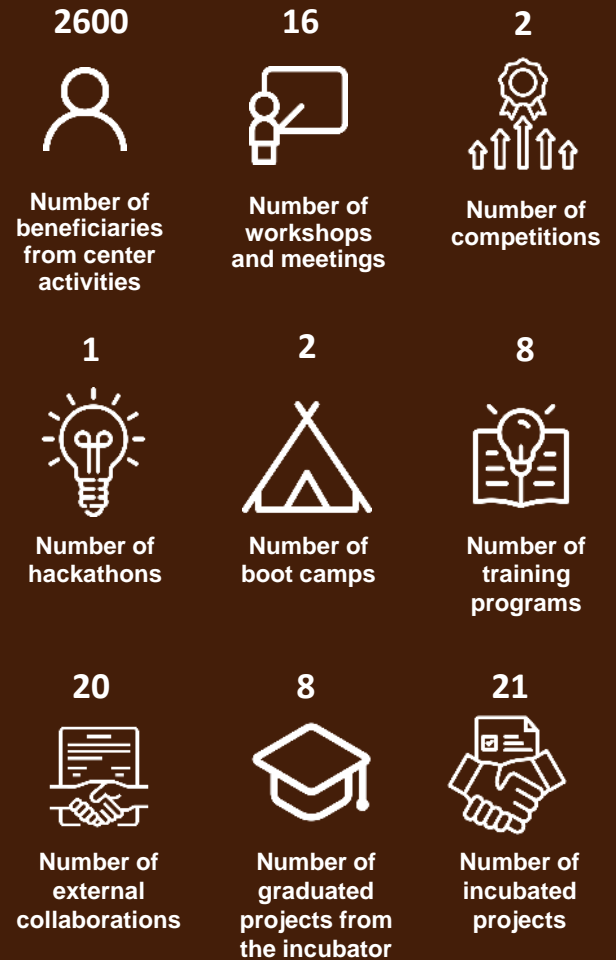 2600
16
2
Number of
beneficiaries
from center
activities
Number of
workshops
and meetings
Number of
competitions
1
2
8
Number of
hackathons
Number of
boot camps
Number of
training
programs
20
8
21
Number of
external
collaborations
Number of
graduated
projects from
the incubator
Number of
incubated
projects